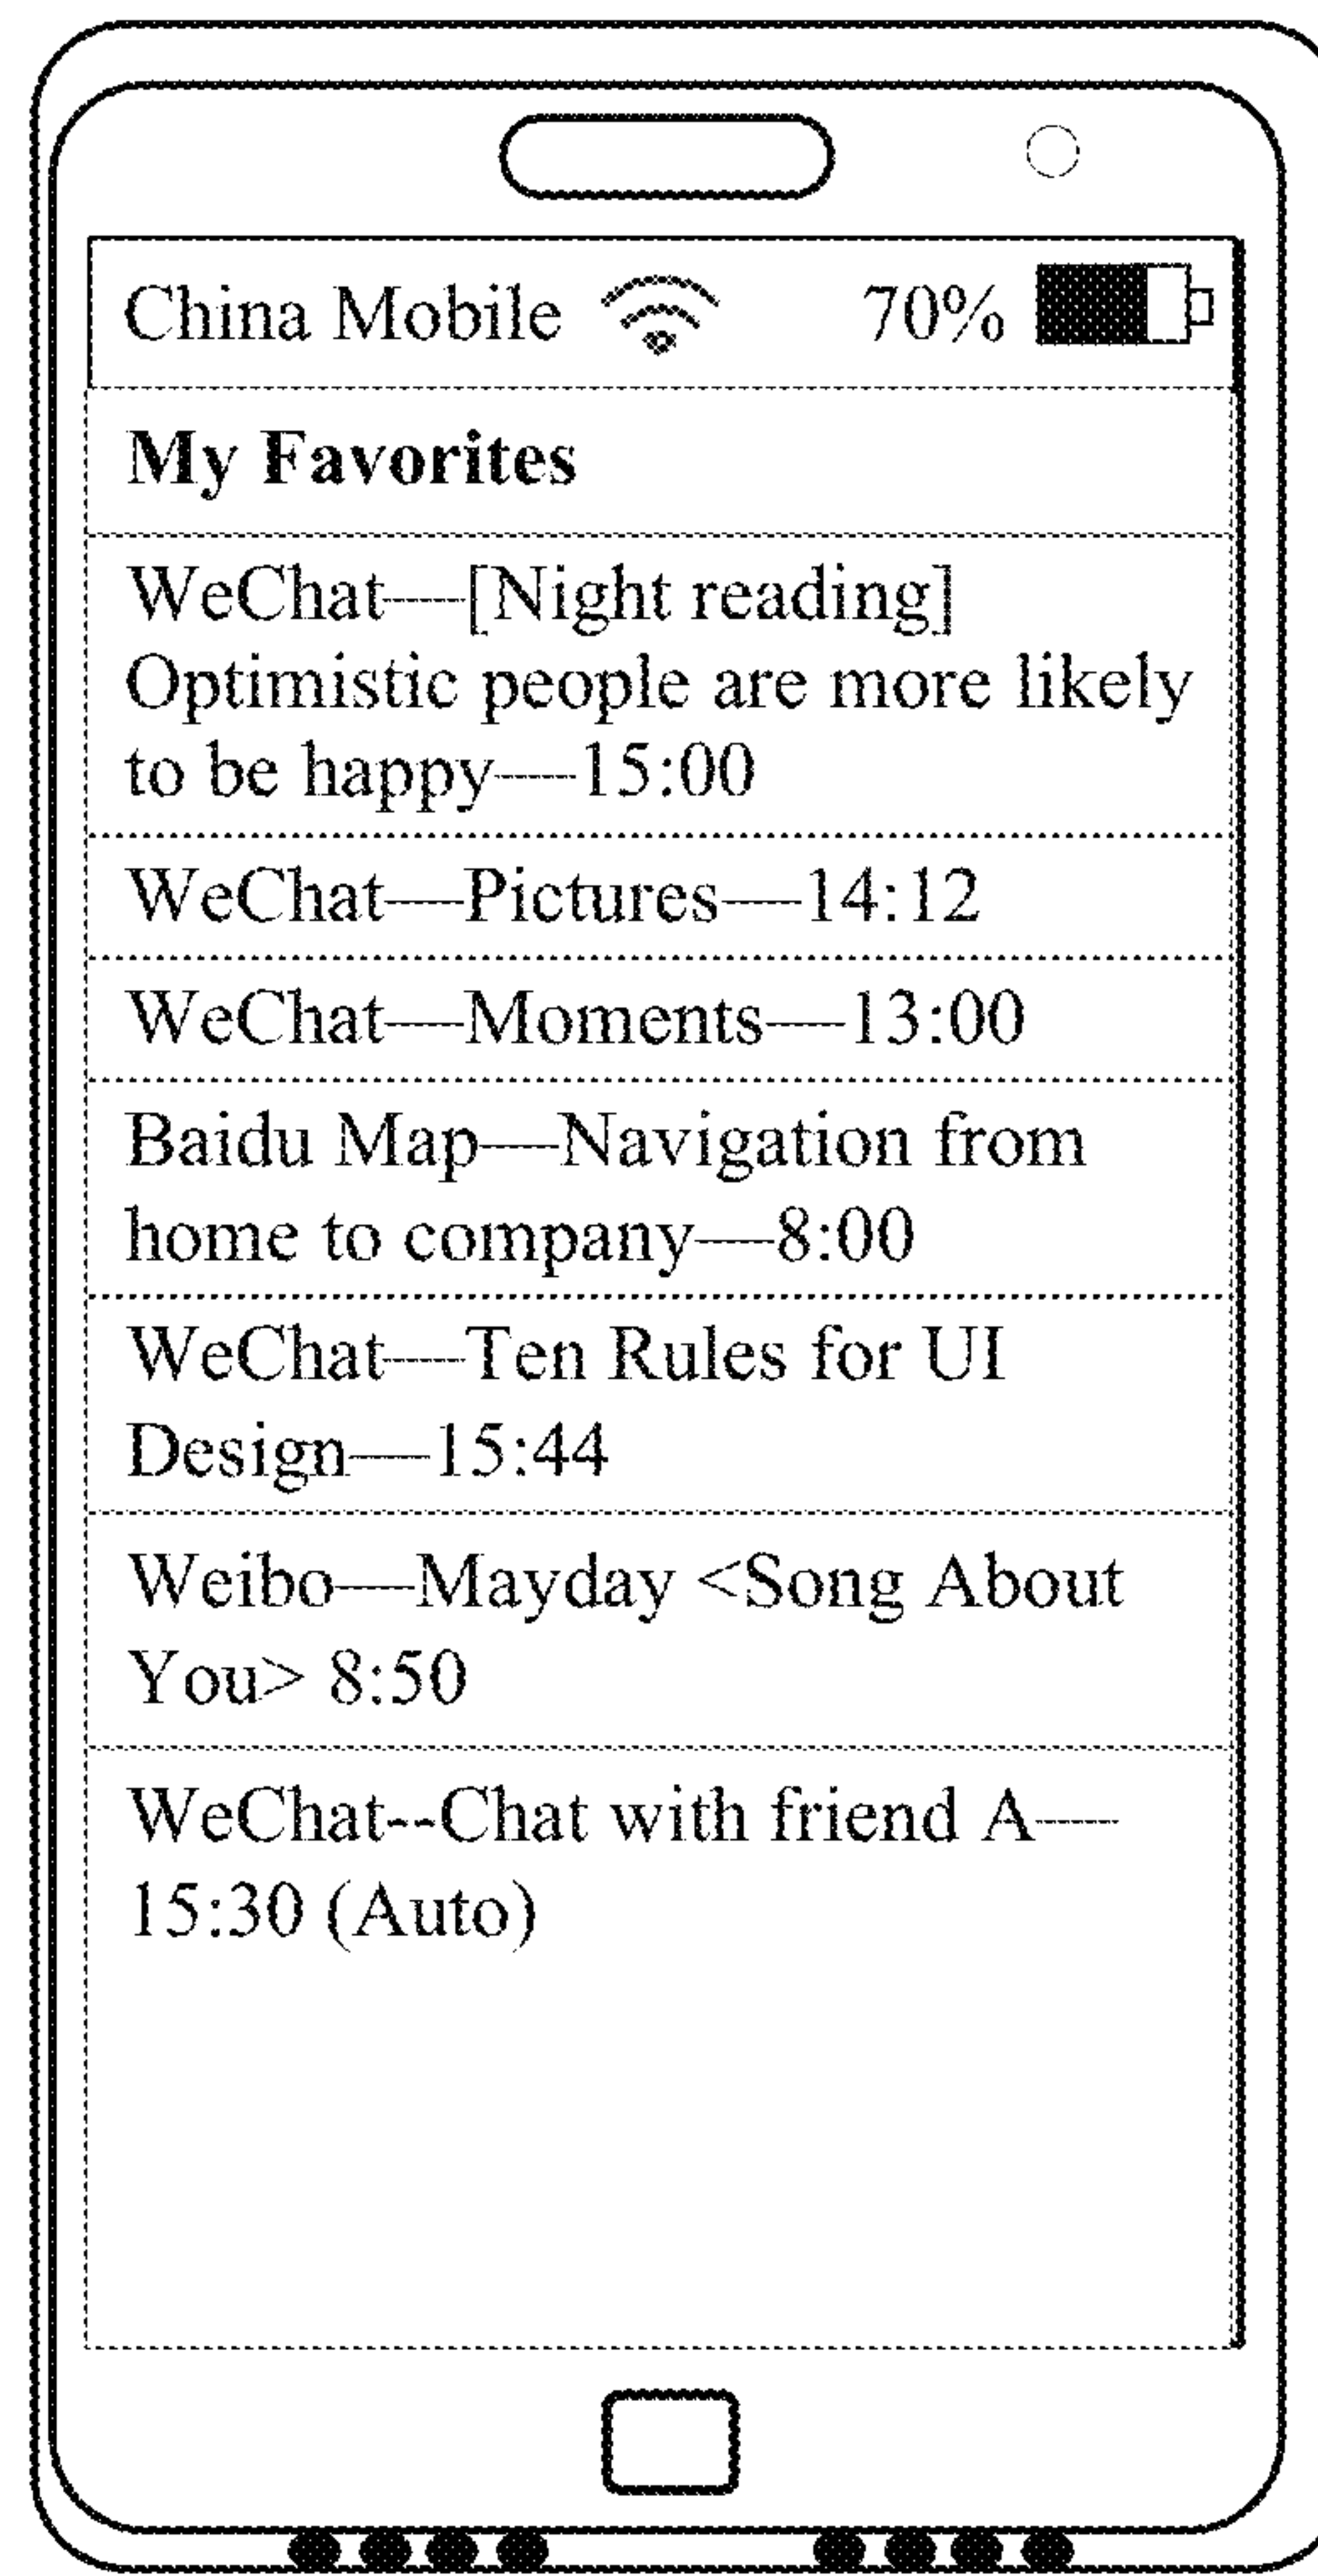 China Mobile 70%
My Favorites
WeChat—[Night reading]
Optimistic people are more likely
to be happy—15:00
WeChat—Pictures—14:12
WeChat—Moments—13:00
Baidu Map—Navigation from
home to company—8:00
WeChat—Ten Rules for UI
Design—15:44
Weibo—Mayday <Song About
You> 8:50
WeChat--Chat with friend A—
15:30 (Auto)